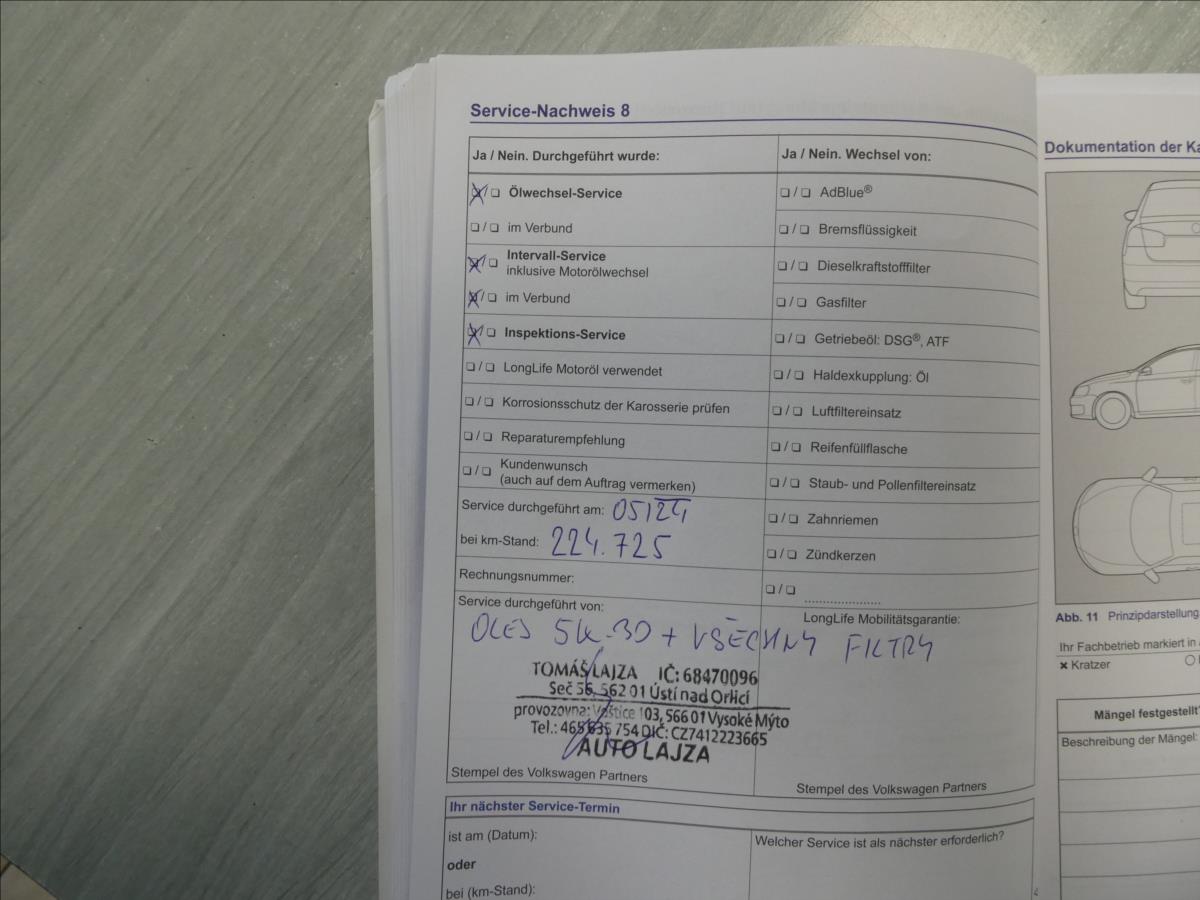 Service-Nachweis 8
Ja / Nein. Durchgeführt wurde:
❏/❏ Ölwechsel-Service
❏/❏ im Verbund
❏/❏ Intervall-Service
inklusive Motorölwechsel
❏/❏ im Verbund
❏/❏ Inspektions-Service
❏/❏ LongLife Motoröl verwendet
❏/❏ Korrosionsschutz der Karosserie prüfen
❏/❏ Reparaturempfehlung
❏/❏ Kundenwunsch
(auch auf dem Auftrag vermerken)
Service durchgeführt am: 05/24
bei km-Stand: 224.725
Rechnungsnummer:
Service durchgeführt von:
Ja / Nein. Wechsel von:
❏/❏ AdBlue®
❏/❏ Bremsflüssigkeit
❏/❏ Dieselkraftstofffilter
❏/❏ Gasfilter
❏/❏ Getriebeöl: DSG®, ATF
❏/❏ Haldexkupplung: Öl
❏/❏ Luftfiltereinsatz
❏/❏ Reifenfüllflasche
❏/❏ Staub- und Pollenfiltereinsatz
❏/❏ Zahnriemen
❏/❏ Zündkerzen
❏/❏ ....................
LongLife Mobilitätsgarantie:
OLEJ 5W-30 + VŠECHNY FILTRY
TOMÁŠ LAJZA IČ: 68470096
Seč 56, 562 01 Ústí nad Orlicí
provozovna: Vaštice 103, 566 01 Vysoké Mýto
Tel.: 465 635 754 DIČ: CZ7412223665
AUTO LAJZA
Stempel des Volkswagen Partners
Stempel des Volkswagen Partners
Ihr nächster Service-Termin
ist am (Datum):
oder
bei (km-Stand):
Welcher Service ist als nächster erforderlich?
Dokumentation der
Abb. 11 Prinzipdarstellung
Ihr Fachbetrieb markiert in
× Kratzer
Mängel festgestellt
Beschreibung der Mängel: